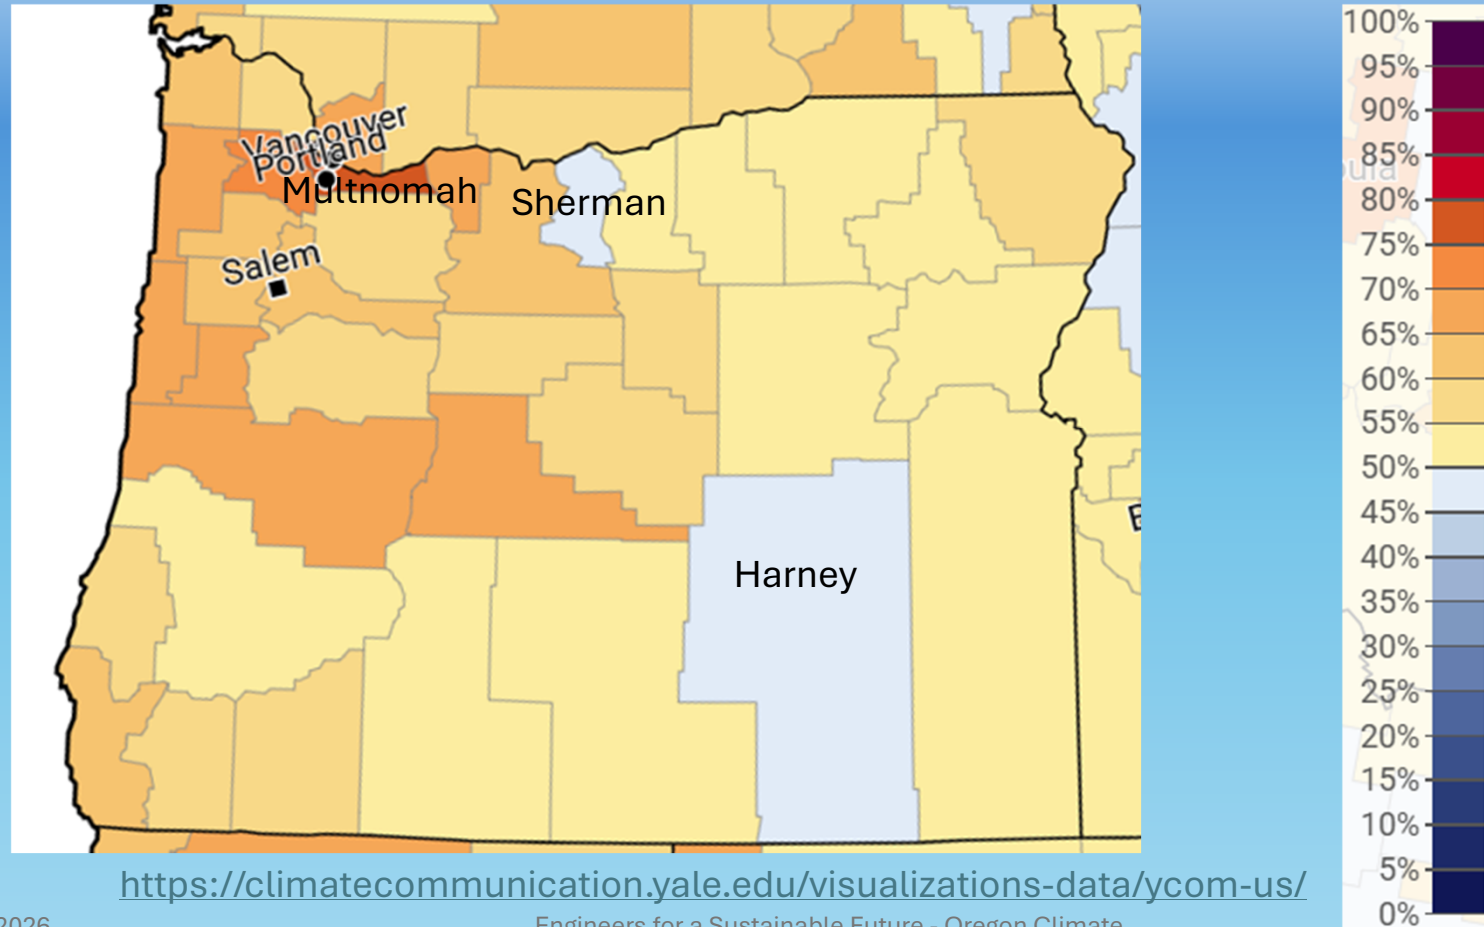 Vancouver
Portland
Multnomah
Sherman
Salem
Harney
100%
95%
90%
85%
80%
75%
70%
65%
60%
55%
50%
45%
40%
35%
30%
25%
20%
15%
10%
5%
0%
https://climatecommunication.yale.edu/visualizations-data/ycom-us/
2026
Engineers for a Sustainable Future - Oregon Climate